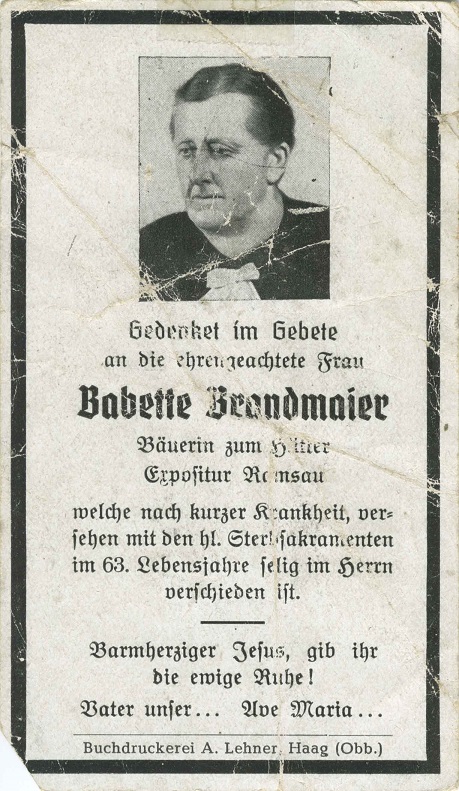 Gedenket im Gebete
an die ehrengeachtete Frau
Babette Brandmaier
Bäuerin zum
Expositur Ramsau
welche nach kurzer Krankheit, ver-
sehen mit den hl. Sterbsakramenten
im 63. Lebensjahre selig im Herrn
verschieden ist.
Barmherziger Jesus, gib ihr
die ewige Ruhe!
Vater unser... Ave Maria...
Buchdruckerei A. Lehner, Haag (Obb.)